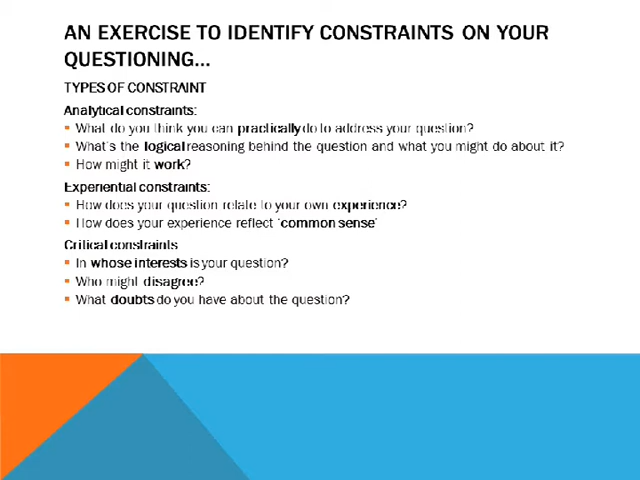 AN EXERCISE TO IDENTIFY CONSTRAINTS ON YOUR
QUESTIONING...
TYPES OF CONSTRAINT
Analytical constraints:
What do you think you can practically do to address your question?
What's the logical reasoning behind the question and what you might do about it?
How might it work?
Experiential constraints:
How does your question relate to your own experience?
How does your experience reflect 'common sense'
Critical constraints
In whose interests is your question?
Who might disagree?
What doubts do you have about the question?